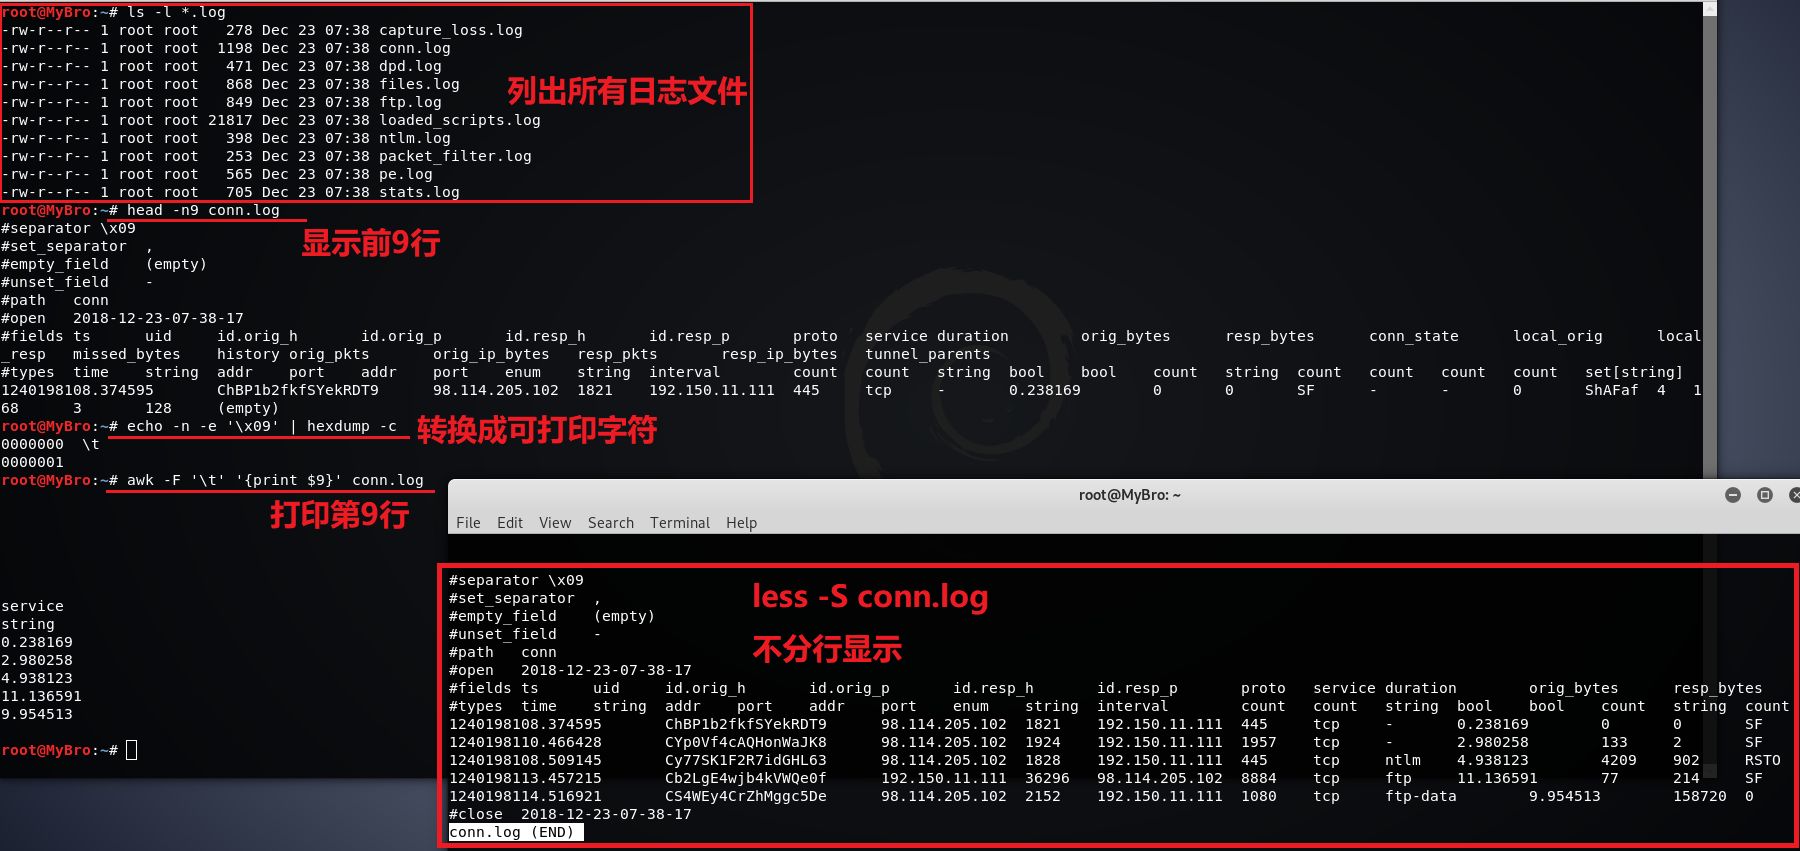 root@MyBro:~# ls -l *.log
-rw-r--r-- 1 root root   278 Dec 23 07:38 capture_loss.log
-rw-r--r-- 1 root root  1198 Dec 23 07:38 conn.log
-rw-r--r-- 1 root root   471 Dec 23 07:38 dpd.log
-rw-r--r-- 1 root root   868 Dec 23 07:38 files.log
列出所有日志文件
-rw-r--r-- 1 root root   849 Dec 23 07:38 ftp.log
-rw-r--r-- 1 root root 21817 Dec 23 07:38 loaded_scripts.log
-rw-r--r-- 1 root root   398 Dec 23 07:38 ntlm.log
-rw-r--r-- 1 root root   253 Dec 23 07:38 packet_filter.log
-rw-r--r-- 1 root root   565 Dec 23 07:38 pe.log
-rw-r--r-- 1 root root   705 Dec 23 07:38 stats.log
root@MyBro:~# head -n9 conn.log
#separator \x09
显示前9行
#set_separator  ,
#empty_field    (empty)
#unset_field    -
#path   conn
#open   2018-12-23-07-38-17
#fields ts      uid     id.orig_h       id.orig_p       id.resp_h       id.resp_p       proto   service duration        orig_bytes      resp_bytes      conn_state      local_orig      local
_resp   missed_bytes    history orig_pkts       orig_ip_bytes   resp_pkts       resp_ip_bytes   tunnel_parents
#types  time    string  addr    port    addr    port    enum    string  interval        count   count   string  bool    bool    count   string  count   count   count   count   set[string]
1240198108.374595       ChBP1b2fkfSYekRDT9      98.114.205.102  1821    192.150.11.111  445     tcp     -       0.238169        0       0       SF      -       -       0       ShAFaf  4       1
68      3       128     (empty)
root@MyBro:~# echo -n -e '\x09' | hexdump -c
转换成可打印字符
0000000  \t
0000001
root@MyBro:~# awk -F '\t' '{print $9}' conn.log
打印第9行
service
string
0.238169
2.980258
4.938123
11.136591
9.954513
root@MyBro:~#
root@MyBro: ~
File Edit View Search Terminal Help
#separator \x09
less -S conn.log
#set_separator  ,
#empty_field    (empty)
#unset_field    -
不分行显示
#path   conn
#open   2018-12-23-07-38-17
#fields ts      uid     id.orig_h       id.orig_p       id.resp_h       id.resp_p       proto   service duration        orig_bytes      resp_bytes
#types  time    string  addr    port    addr    port    enum    string  interval        count   count   string  bool    bool    count   string  count
1240198108.374595       ChBP1b2fkfSYekRDT9      98.114.205.102  1821    192.150.11.111  445     tcp     -       0.238169        0       0       SF
1240198110.466428       CYp0Vf4cAQHonWaJK8      98.114.205.102  1924    192.150.11.111  1957    tcp     -       2.980258        133     2       SF
1240198108.509145       Cy77SK1F2R7idGHL63      98.114.205.102  1828    192.150.11.111  445     tcp     ntlm    4.938123        4209    902     RSTO
1240198113.457215       Cb2LgE4wjb4kVWQe0f      192.150.11.111  36296   98.114.205.102  8884    tcp     ftp     11.136591       77      214     SF
1240198114.516921       CS4WEy4CrZhMggc5De      98.114.205.102  2152    192.150.11.111  1080    tcp     ftp-data        9.954513        158720  0
#close  2018-12-23-07-38-17
conn.log (END)